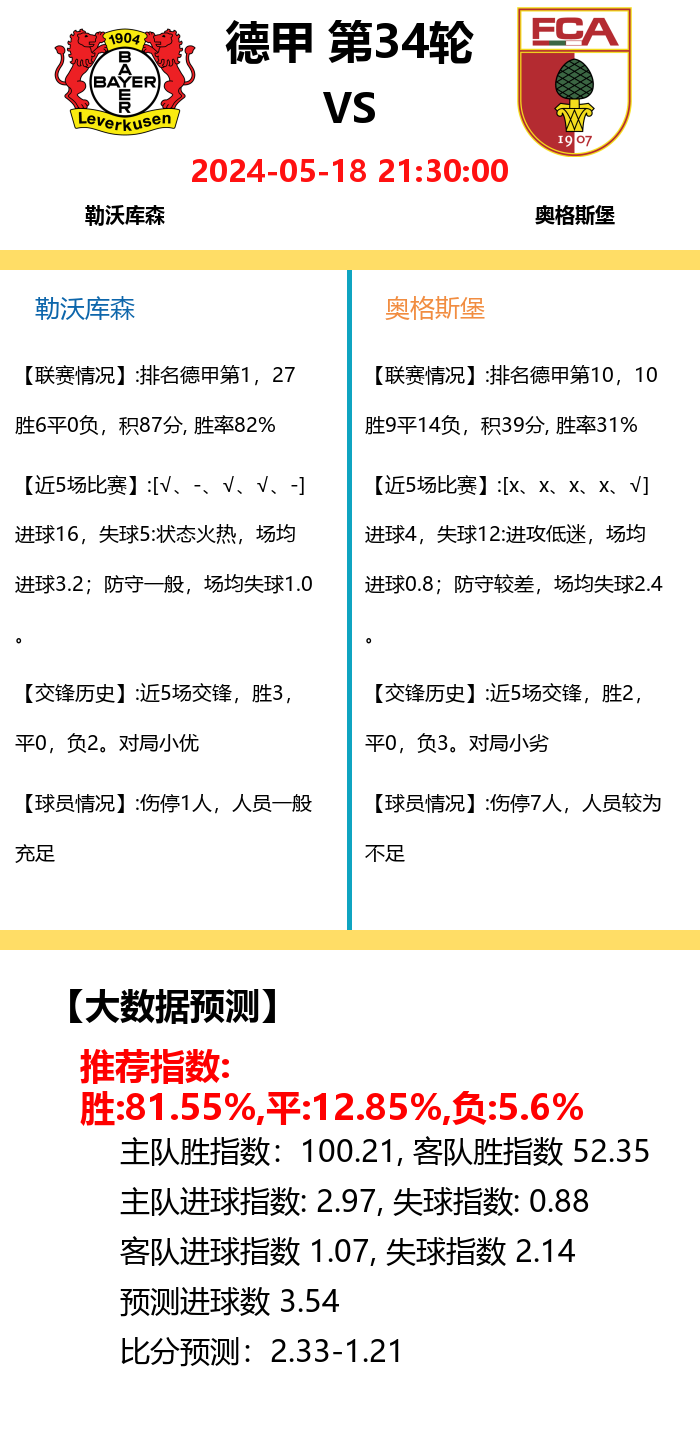 1904
BAYER
BAYER
Leverkusen
德甲 第34轮
VS
FCA
1907
2024-05-18 21:30:00
勒沃库森
奥格斯堡
勒沃库森
【联赛情况】:排名德甲第1，27
胜6平0负，积87分, 胜率82%
【近5场比赛】:[√、-、√、√、-]
进球16，失球5:状态火热，场均
进球3.2；防守一般，场均失球1.0
。
【交锋历史】:近5场交锋，胜3，
平0，负2。对局小优
【球员情况】:伤停1人，人员一般
充足
奥格斯堡
【联赛情况】:排名德甲第10，10
胜9平14负，积39分, 胜率31%
【近5场比赛】:[x、x、x、x、√]
进球4，失球12:进攻低迷，场均
进球0.8；防守较差，场均失球2.4
。
【交锋历史】:近5场交锋，胜2，
平0，负3。对局小劣
【球员情况】:伤停7人，人员较为
不足
【大数据预测】
推荐指数:
胜:81.55%,平:12.85%,负:5.6%
主队胜指数：100.21, 客队胜指数 52.35
主队进球指数: 2.97, 失球指数: 0.88
客队进球指数 1.07, 失球指数 2.14
预测进球数 3.54
比分预测：2.33-1.21